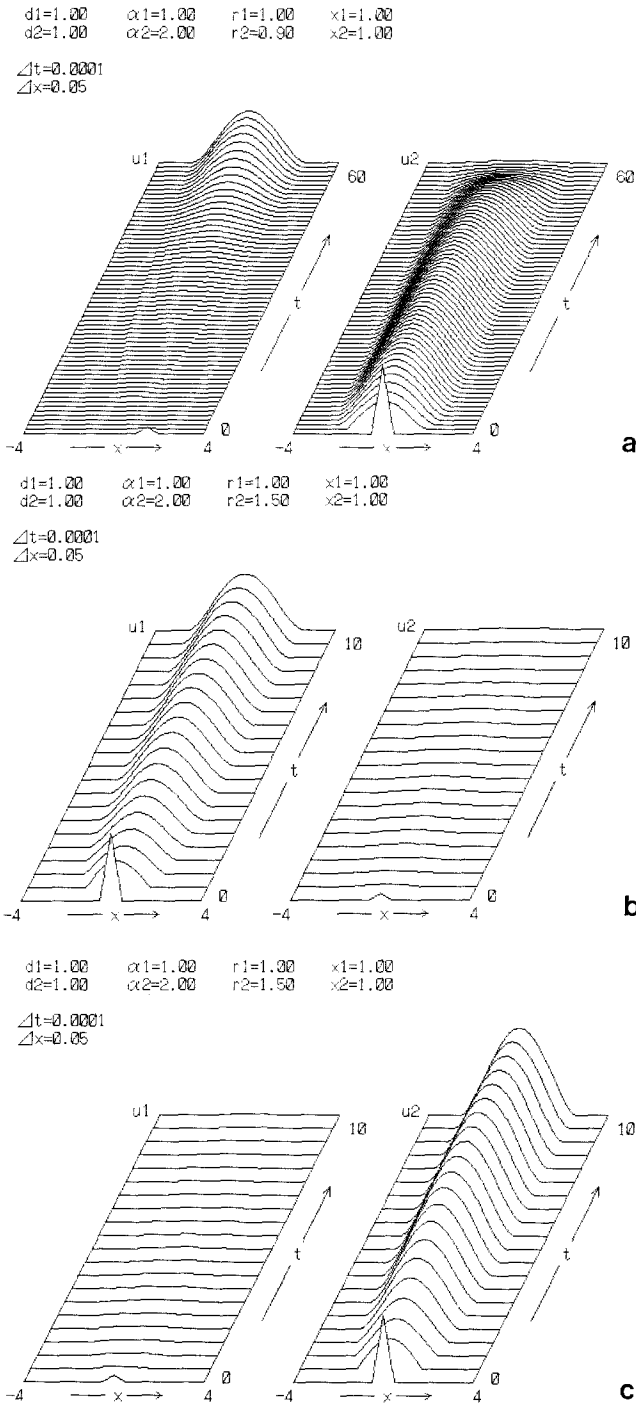 d1=1.00 α1=1.00 r1=1.00 x1=1.00
d2=1.00 α2=2.00 r2=0.90 x2=1.00
⊿t=0.0001
⊿x=0.05
u1 60 u2 60
t t
-4 x 4 0 -4 x 4 0
a
d1=1.00 α1=1.00 r1=1.00 x1=1.00
d2=1.00 α2=2.00 r2=1.50 x2=1.00
⊿t=0.0001
⊿x=0.05
u1 10 u2 10
t t
-4 x 4 0 -4 x 4 0
b
d1=1.00 α1=1.00 r1=1.00 x1=1.00
d2=1.00 α2=2.00 r2=1.50 x2=1.00
⊿t=0.0001
⊿x=0.05
u1 10 u2 10
t t
-4 x 4 0 -4 x 4 0
c